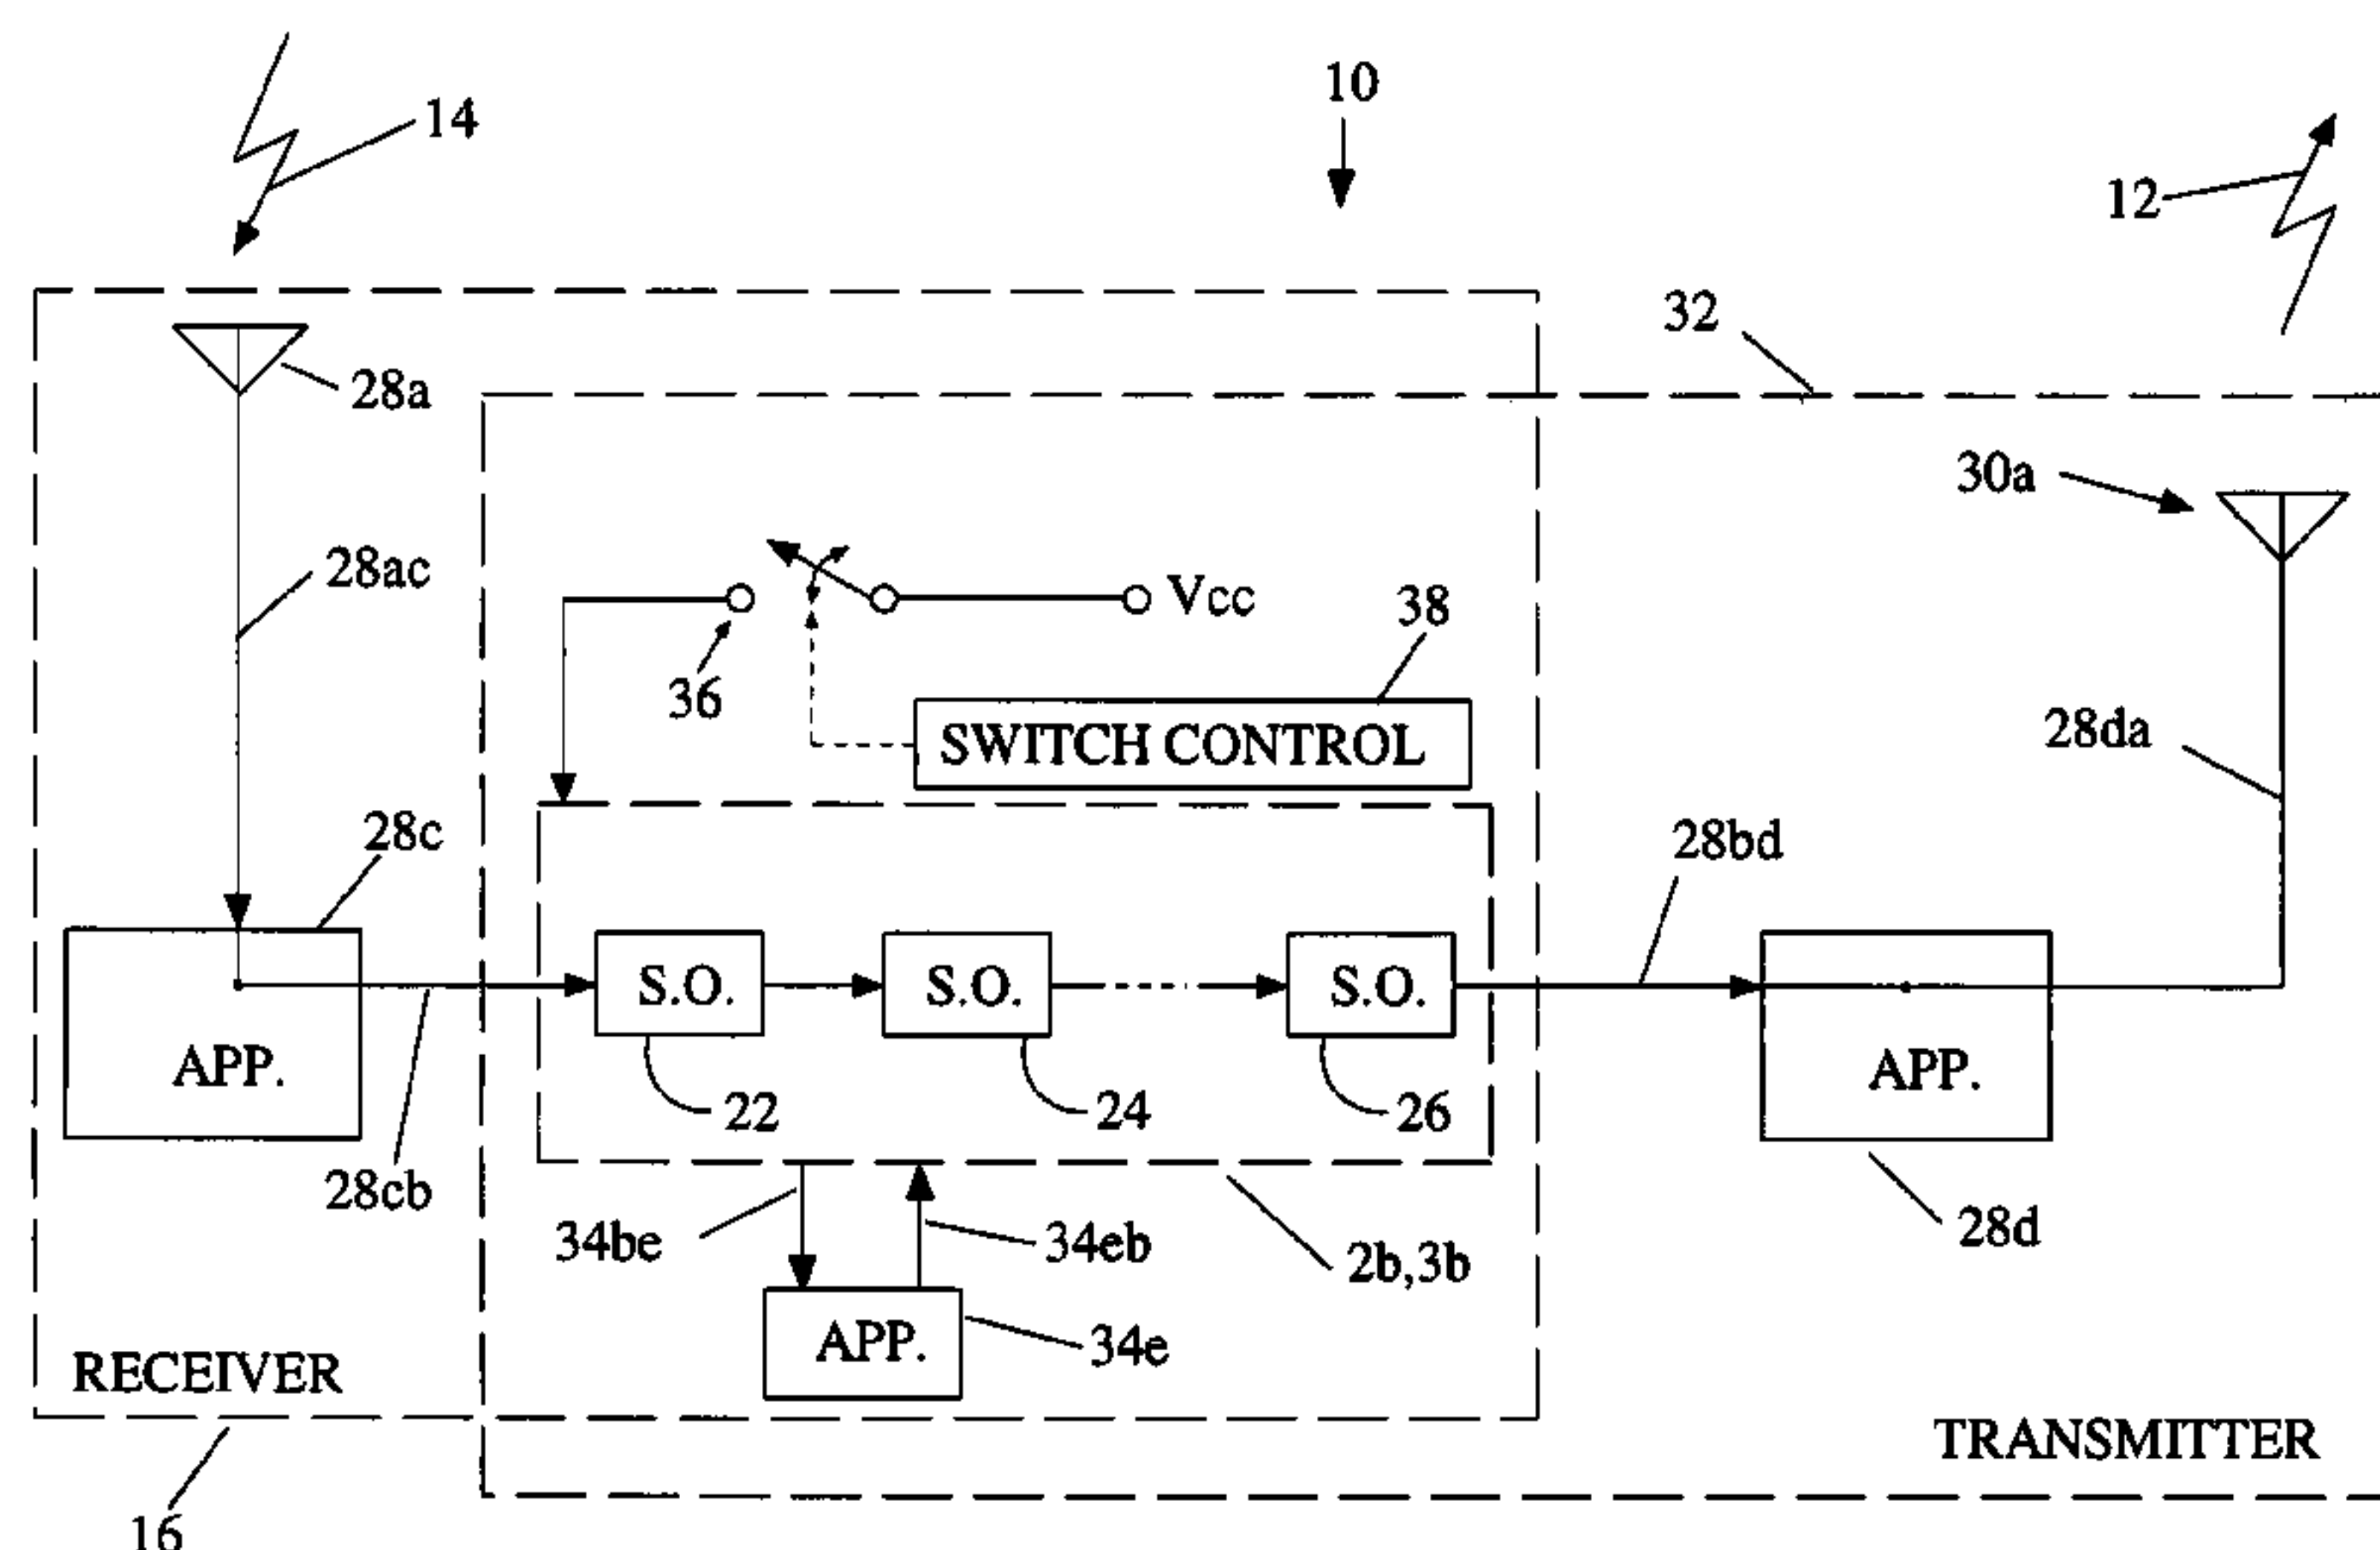 10
14
12
32
28a
30a
28ac
Vcc
38
36
SWITCH CONTROL
28da
28c
28bd
S.O.
S.O.
S.O.
APP.
APP.
22
24
26
28cb
34be
34eb
2b,3b
28d
APP.
34e
RECEIVER
TRANSMITTER
16